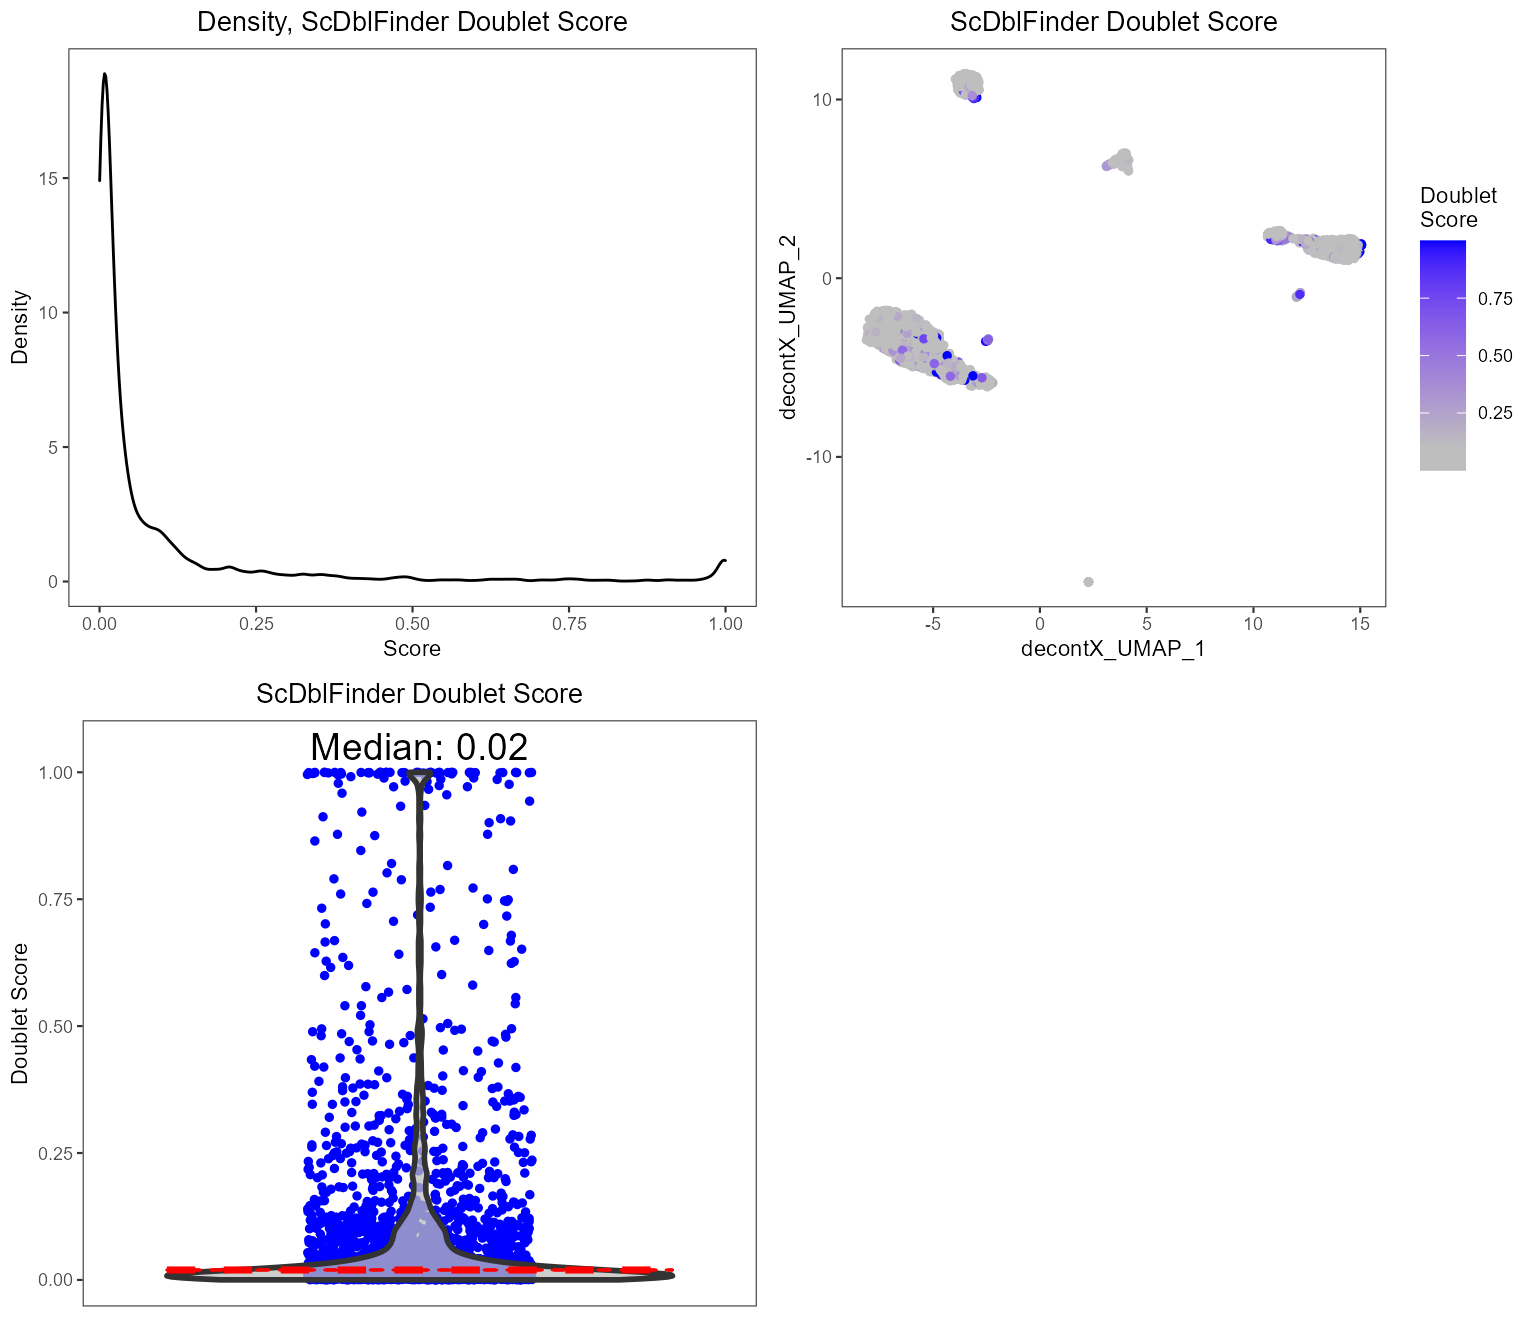 Density, ScDblFinder Doublet Score
Density
15
10
5
0
0.00
0.25
0.50
0.75
1.00
Score
ScDblFinder Doublet Score
decontX_UMAP_2
10
0
-10
-5
0
5
10
15
decontX_UMAP_1
Doublet
Score
0.75
0.50
0.25
ScDblFinder Doublet Score
Median: 0.02
Doublet Score
1.00
0.75
0.50
0.25
0.00